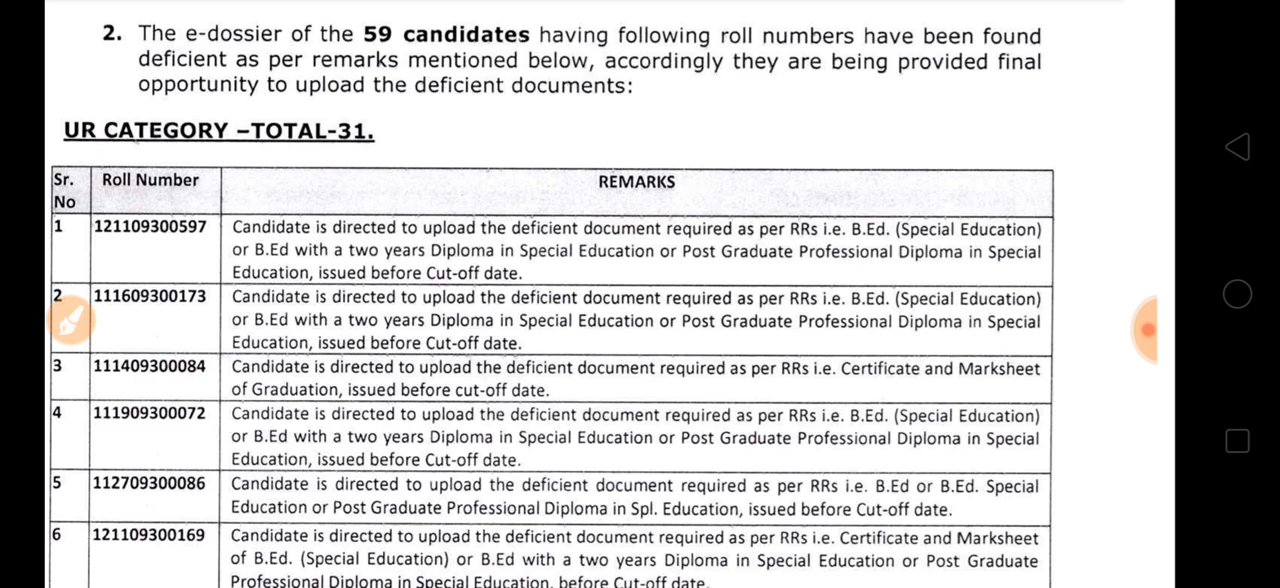 2. The e-dossier of the 59 candidates having following roll numbers have been found
deficient as per remarks mentioned below, accordingly they are being provided final
opportunity to upload the deficient documents:
UR CATEGORY –TOTAL-31.
Sr. No Roll Number REMARKS
1 121109300597 Candidate is directed to upload the deficient document required as per RRs i.e. B.Ed. (Special Education)
or B.Ed with a two years Diploma in Special Education or Post Graduate Professional Diploma in Special
Education, issued before Cut-off date.
2 111609300173 Candidate is directed to upload the deficient document required as per RRs i.e. B.Ed. (Special Education)
or B.Ed with a two years Diploma in Special Education or Post Graduate Professional Diploma in Special
Education, issued before Cut-off date.
3 111409300084 Candidate is directed to upload the deficient document required as per RRs i.e. Certificate and Marksheet
of Graduation, issued before cut-off date.
4 111909300072 Candidate is directed to upload the deficient document required as per RRs i.e. B.Ed. (Special Education)
or B.Ed with a two years Diploma in Special Education or Post Graduate Professional Diploma in Special
Education, issued before Cut-off date.
5 112709300086 Candidate is directed to upload the deficient document required as per RRs i.e. B.Ed or B.Ed. Special
Education or Post Graduate Professional Diploma in Spl. Education, issued before Cut-off date.
6 121109300169 Candidate is directed to upload the deficient document required as per RRs i.e. Certificate and Marksheet
of B.Ed. (Special Education) or B.Ed with a two years Diploma in Special Education or Post Graduate
Professional Diploma in Special Education, before Cut-off date.